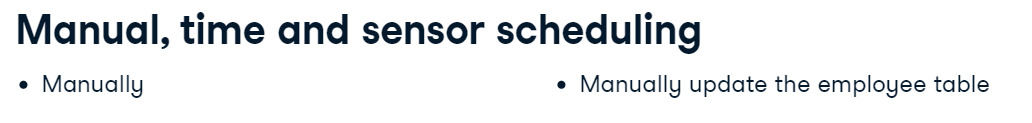 Manual, time and sensor scheduling
• Manually
• Manually update the employee table